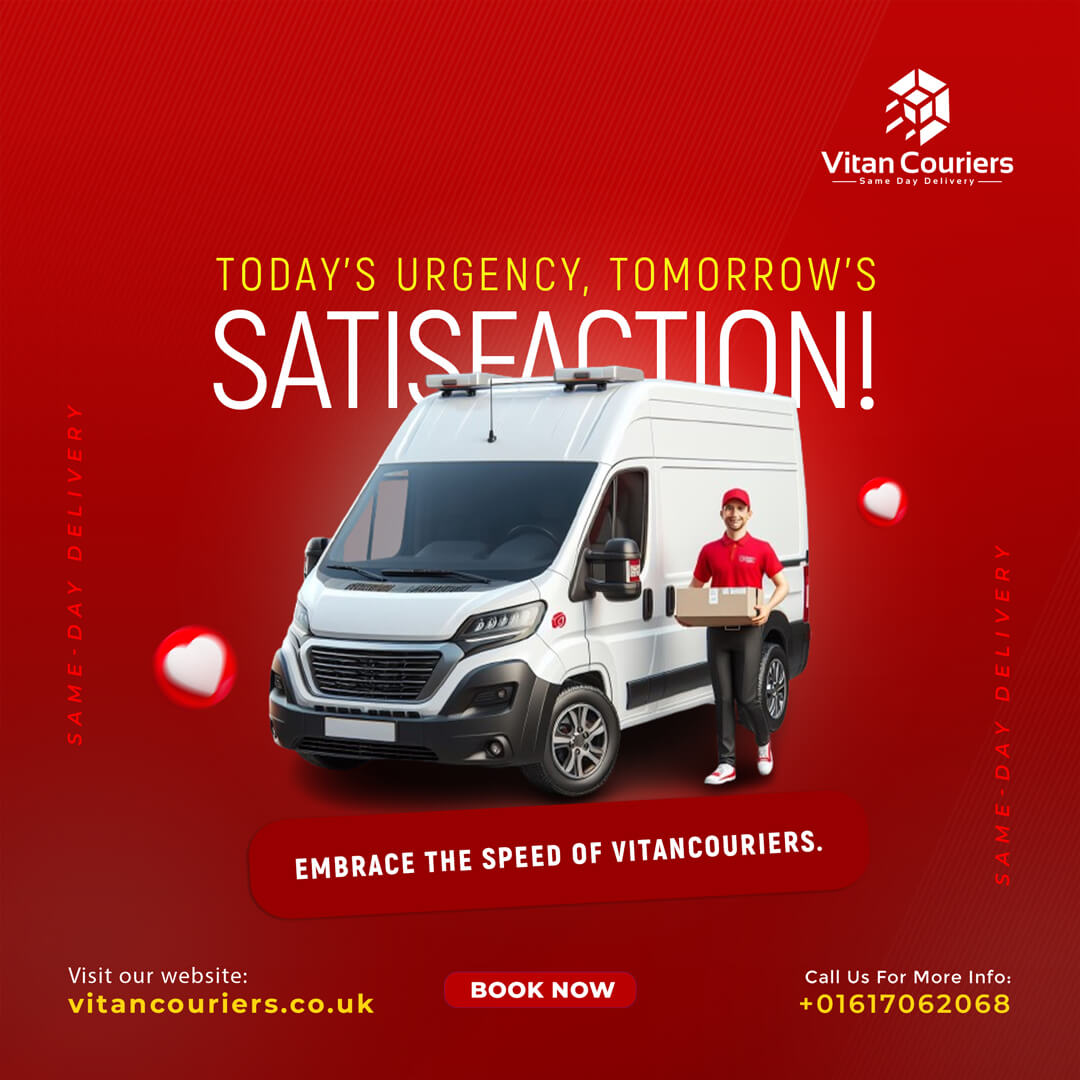 Vitan Couriers
Same Day Delivery
TODAY'S URGENCY, TOMORROW'S
SATISFACTION!
SAME-DAY DELIVERY
SAME-DAY DELIVERY
EMBRACE THE SPEED OF VITANCOURIERS.
Visit our website:
vitancouriers.co.uk
BOOK NOW
Call Us For More Info:
+01617062068